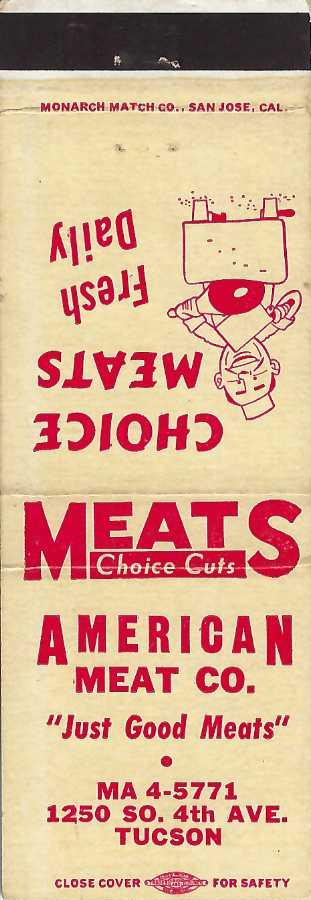 MONARCH MATCH CO., SAN JOSE, CAL.
CHOICE
MEATS
Fresh
Daily
MEATS
Choice Cuts
AMERICAN
MEAT CO.
"Just Good Meats"
•
MA 4-5771
1250 SO. 4th AVE.
TUCSON
CLOSE COVER FOR SAFETY